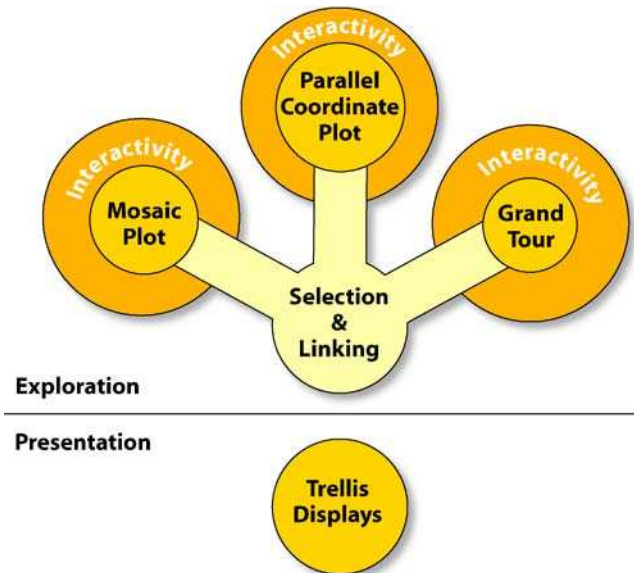 Interactivity
Parallel
Coordinate
Plot
Interactivity
Mosaic
Plot
Interactivity
Grand
Tour
Selection
&
Linking
Exploration
Presentation
Trellis
Displays